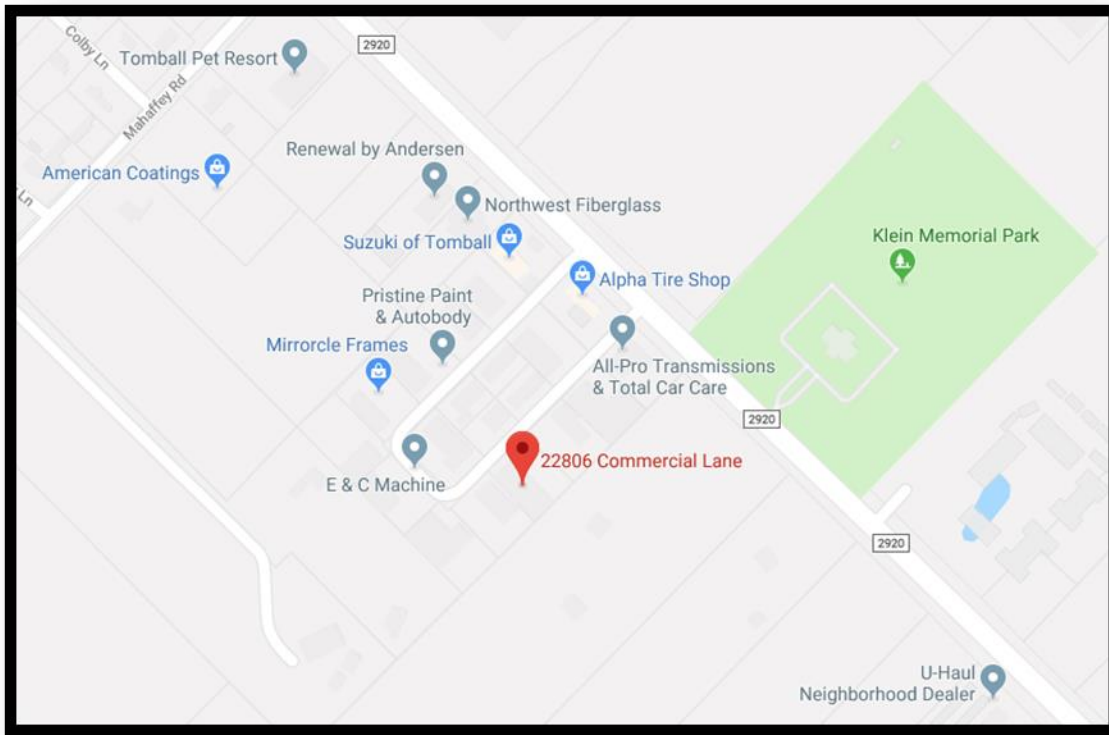 Colby Ln
2920
Tomball Pet Resort
Mahaffey Rd
Renewal by Andersen
American Coatings
Ln
Northwest Fiberglass
Suzuki of Tomball
Klein Memorial Park
Alpha Tire Shop
Pristine Paint
& Autobody
Mirrorcle Frames
All-Pro Transmissions
& Total Car Care
2920
22806 Commercial Lane
E & C Machine
2920
U-Haul
Neighborhood Dealer